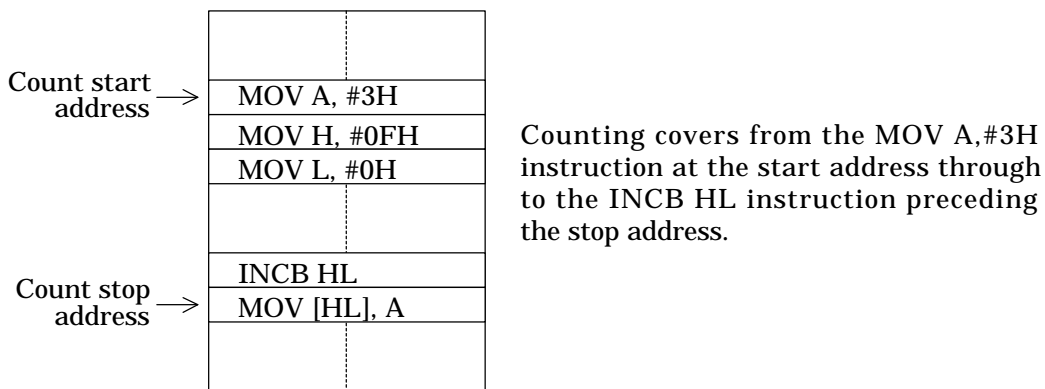 Count start
address
MOV A, #3H
MOV H, #0FH
MOV L, #0H
Counting covers from the MOV A,#3H
instruction at the start address through
to the INCB HL instruction preceding
the stop address.
INCB HL
Count stop
address
MOV [HL], A